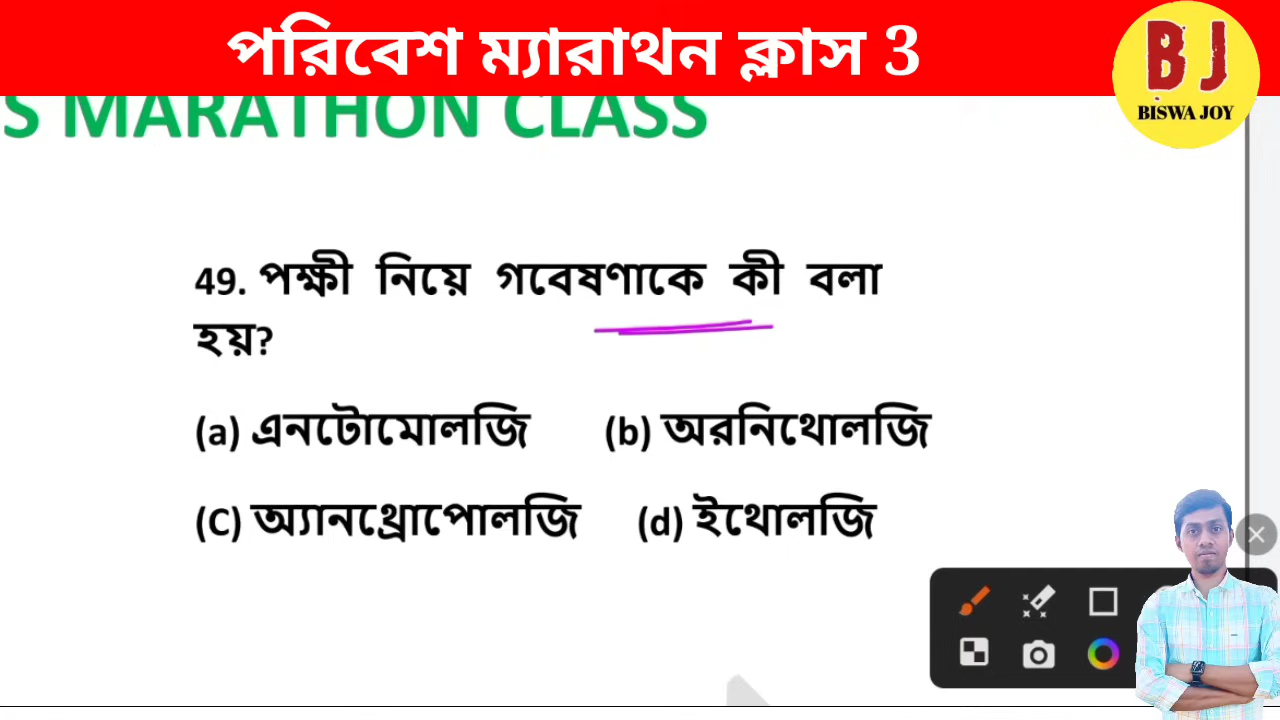 পরিবেশ ম্যারাথন ক্লাস 3
BJ
BISWA JOY
S MARATHON CLASS
49. পক্ষী নিয়ে গবেষণাকে কী বলা
হয়?
(a) এনটোমোলজি (b) অরনিথোলজি
(C) অ্যানথ্রোপোলজি (d) ইথোলজি